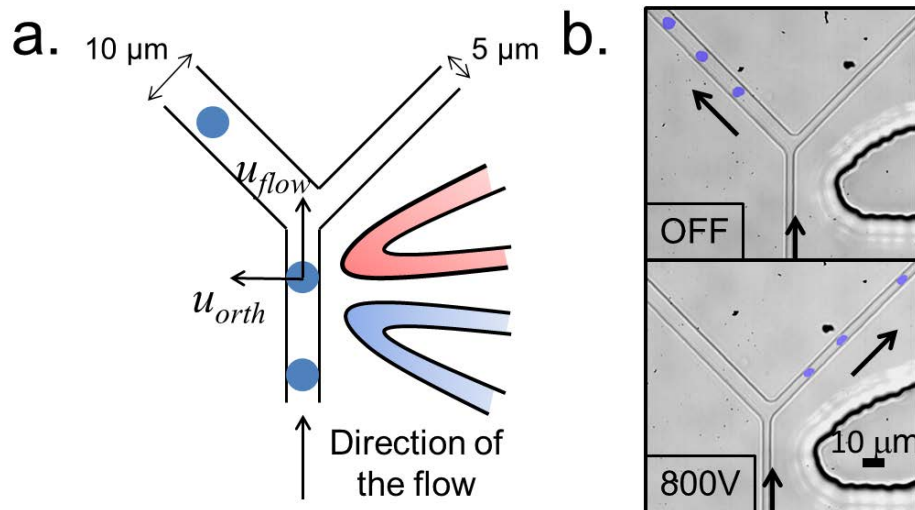 a.
10 µm
5 µm
u_flow
u_orth
Direction of
the flow
b.
OFF
10 µm
800V